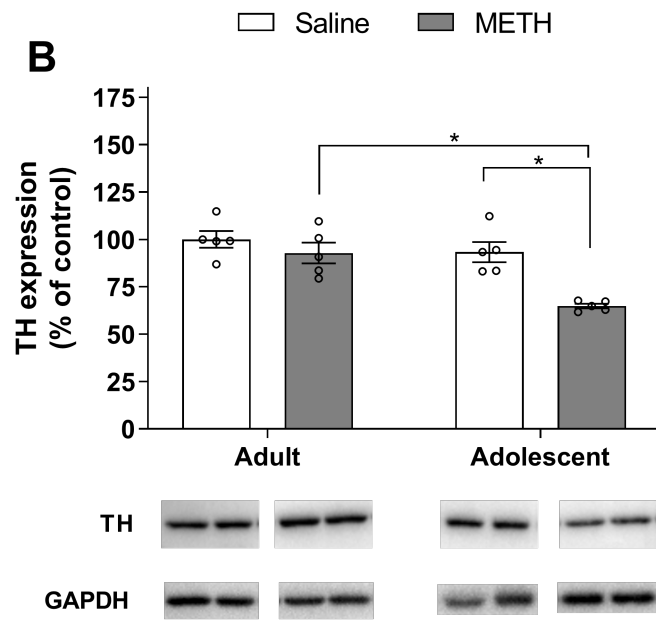 Saline METH
B
TH expression
(% of control)
175
150
125
100
75
50
25
0
*
*
Adult Adolescent
TH
GAPDH